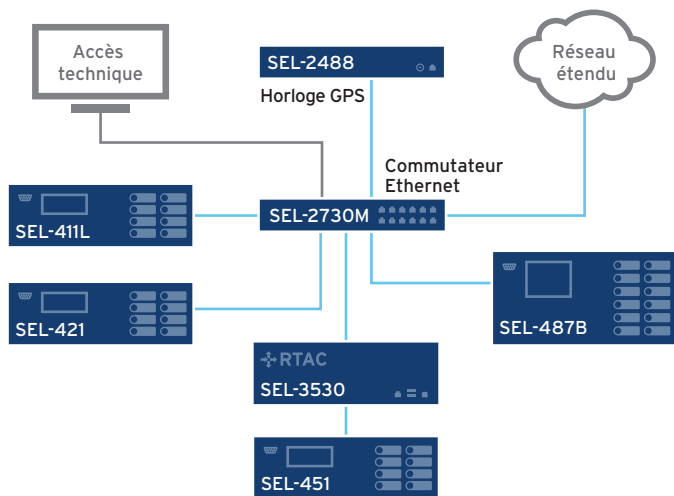 Accès
technique
SEL-2488
Horloge GPS
Réseau
étendu
Commutateur
Ethernet
SEL-2730M
SEL-411L
SEL-421
SEL-487B
RTAC
SEL-3530
SEL-451